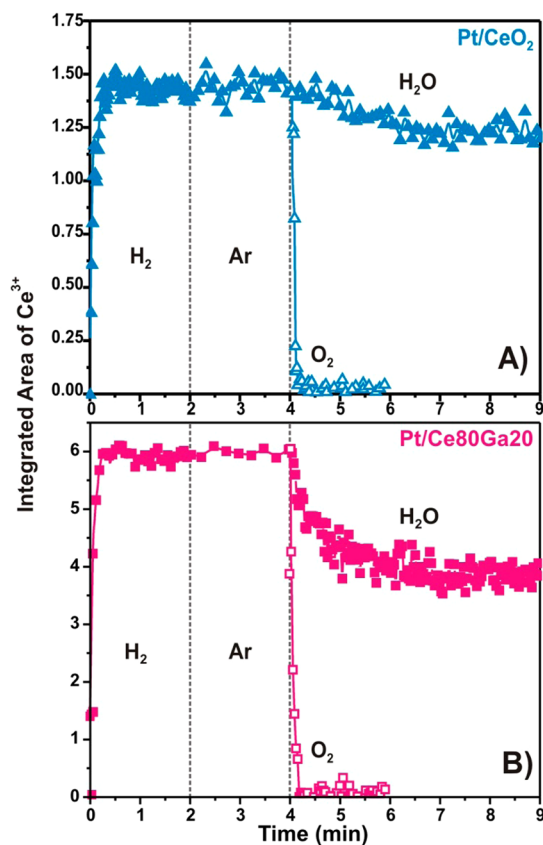 Pt/CeO₂
1.75
1.50
1.25
1.00
0.75
0.50
0.25
0.00
H₂O
H₂
Ar
O₂
A)
0 1 2 3 4 5 6 7 8 9
Integrated Area of Ce³⁺
Pt/Ce80Ga20
6
5
4
3
2
1
0
H₂O
H₂
Ar
O₂
B)
0 1 2 3 4 5 6 7 8 9
Time (min)